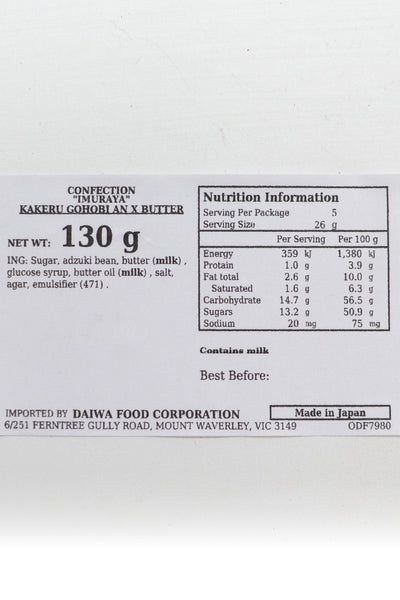 CONFECTION
"IMURAYA"
KAKERU GOHOBI AN X BUTTER
NET WT: 130 g
ING: Sugar, adzuki bean, butter (milk) ,
glucose syrup, butter oil (milk) , salt,
agar, emulsifier (471) .
Nutrition Information
Serving Per Package 5
Serving Size 26 g
Per Serving Per 100 g
Energy 359 kJ 1,380 kJ
Protein 1.0 g 3.9 g
Fat total 2.6 g 10.0 g
Saturated 1.6 g 6.3 g
Carbohydrate 14.7 g 56.5 g
Sugars 13.2 g 50.9 g
Sodium 20 mg 75 mg
Contains milk
Best Before:
IMPORTED BY DAIWA FOOD CORPORATION
Made in Japan
6/251 FERNTREE GULLY ROAD, MOUNT WAVERLEY, VIC 3149
ODF7980